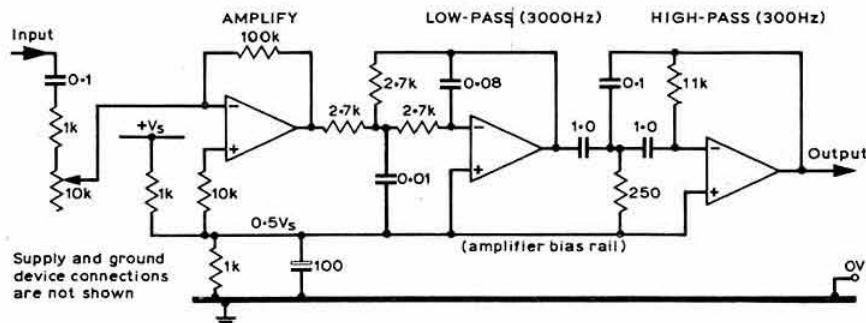 AMPLIFY
LOW-PASS (3000Hz)
HIGH-PASS (300Hz)
Input
100k
0·1
2·7k
0·08
0·1
11k
1k
+Vs
2·7k
2·7k
1·0
1·0
Output
10k
1k
10k
0·01
250
0·5Vs
(amplifier bias rail)
Supply and ground
device connections
are not shown
1k
100
0V